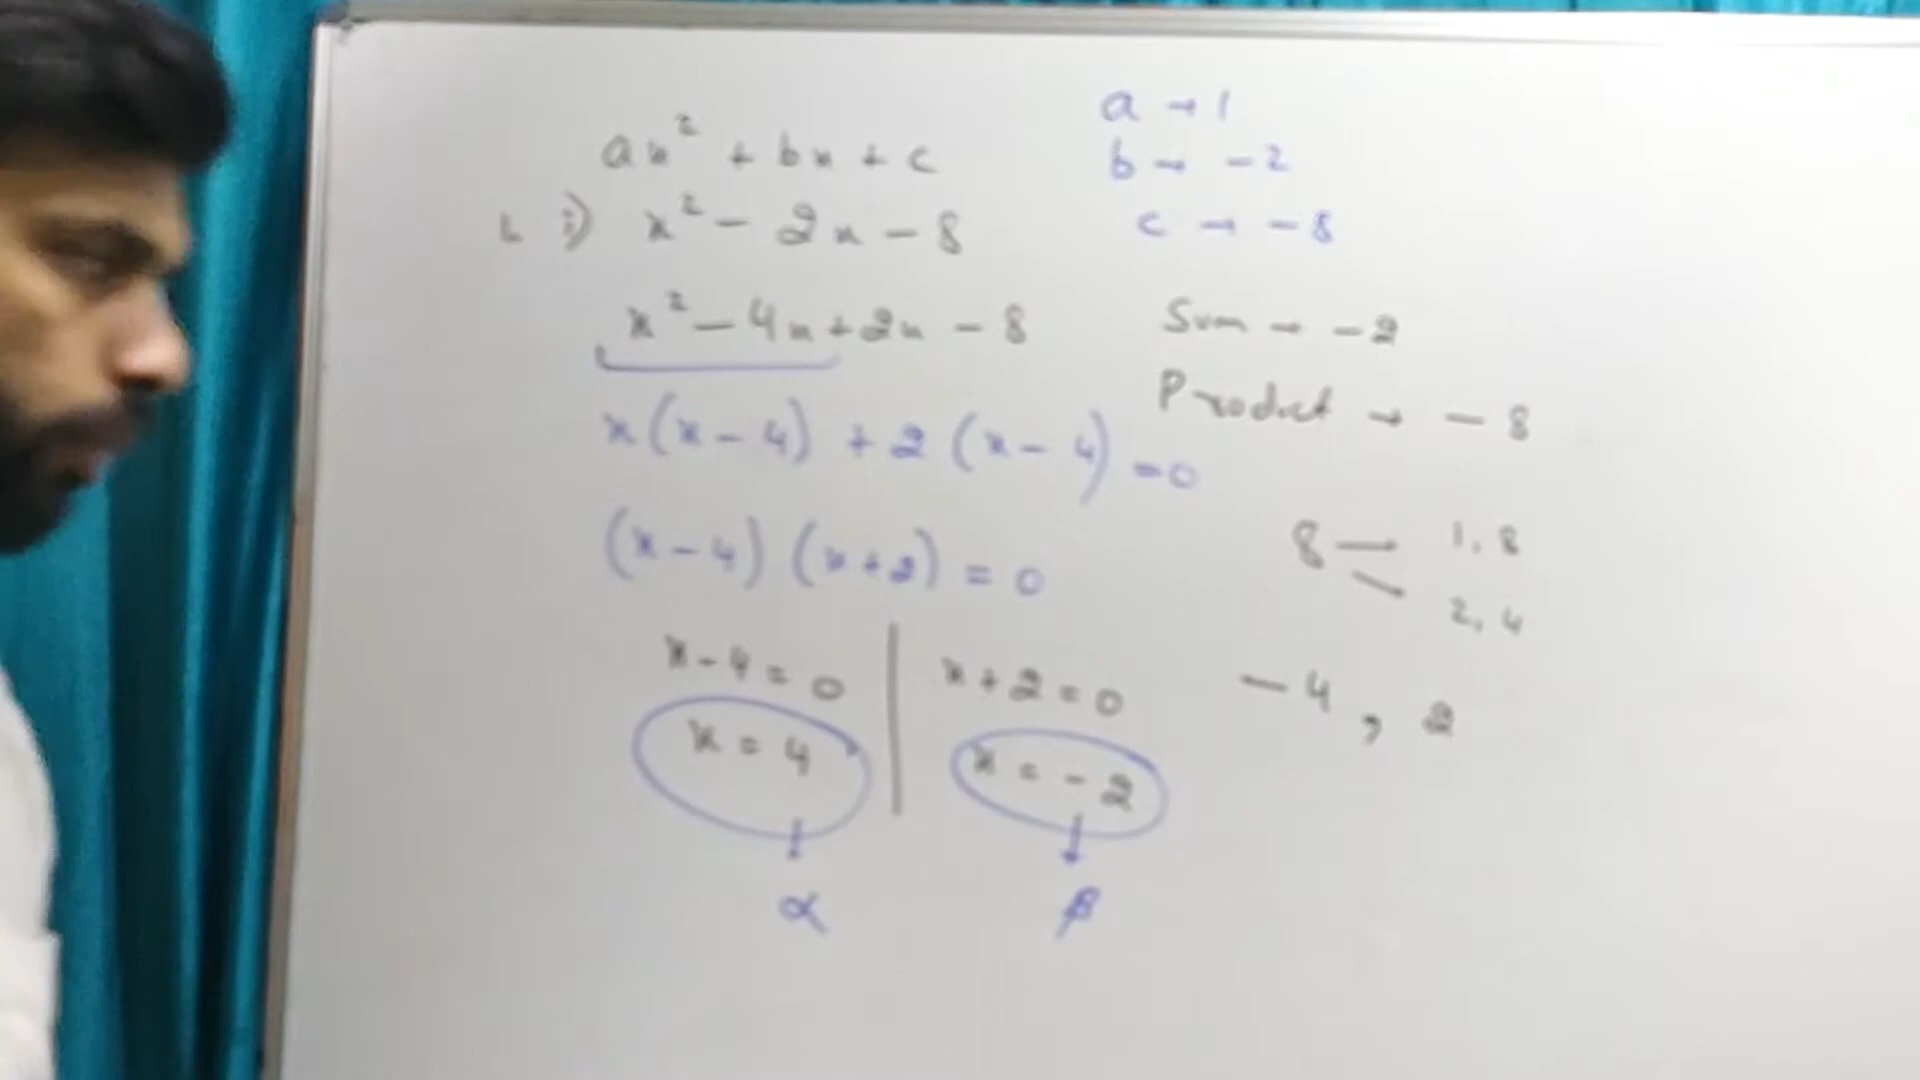 ax² + bx + c
a → 1
b → -2
c → -8
1. i) x² - 2x - 8
x² - 4x + 2x - 8
Sum → -2
Product → -8
x(x - 4) + 2(x - 4) = 0
(x - 4) (x + 2) = 0
8 — 1, 8
2, 4
x - 4 = 0
x + 2 = 0
-4, 2
x = 4
x = -2
α
β